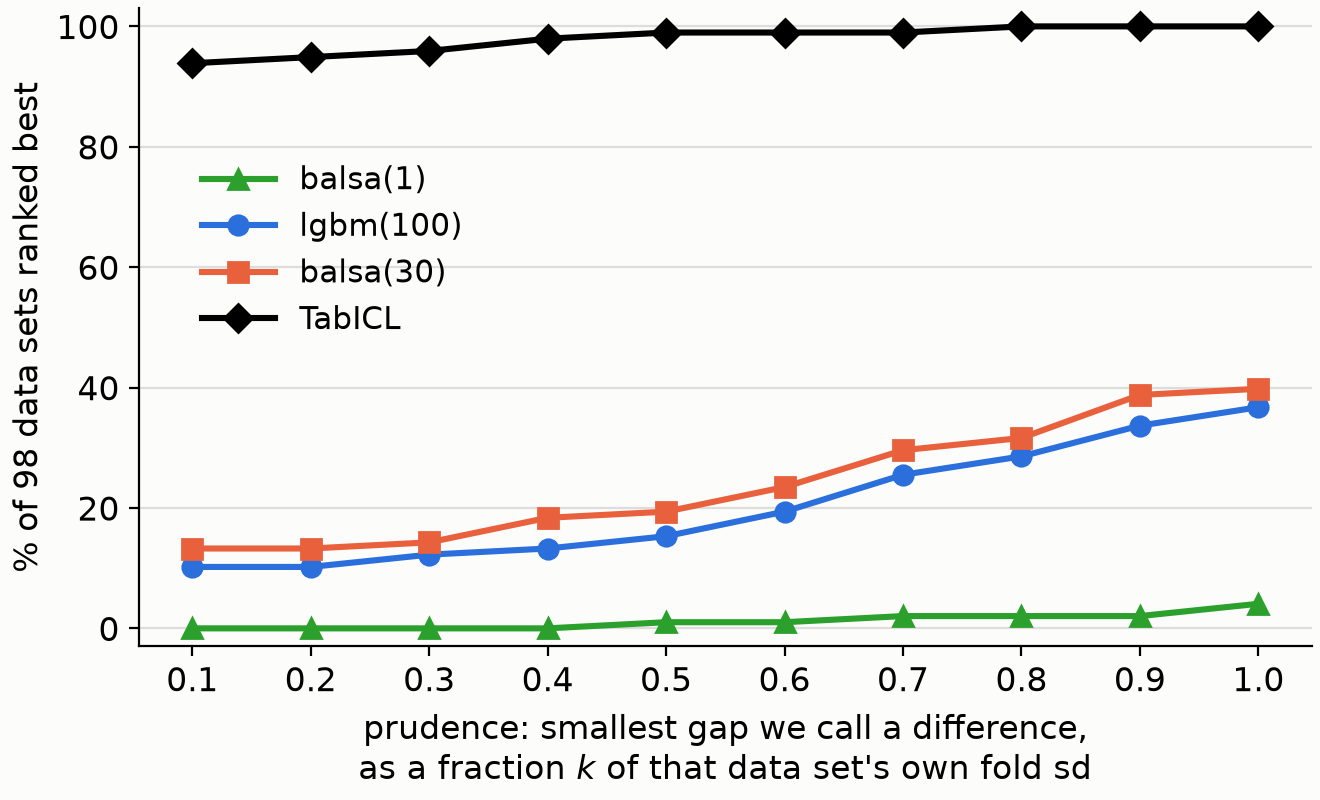 % of 98 data sets ranked best
100
80
60
40
20
0
balsa(1)
lgbm(100)
balsa(30)
TabICL
0.1 0.2 0.3 0.4 0.5 0.6 0.7 0.8 0.9 1.0
prudence: smallest gap we call a difference,
as a fraction k of that data set's own fold sd